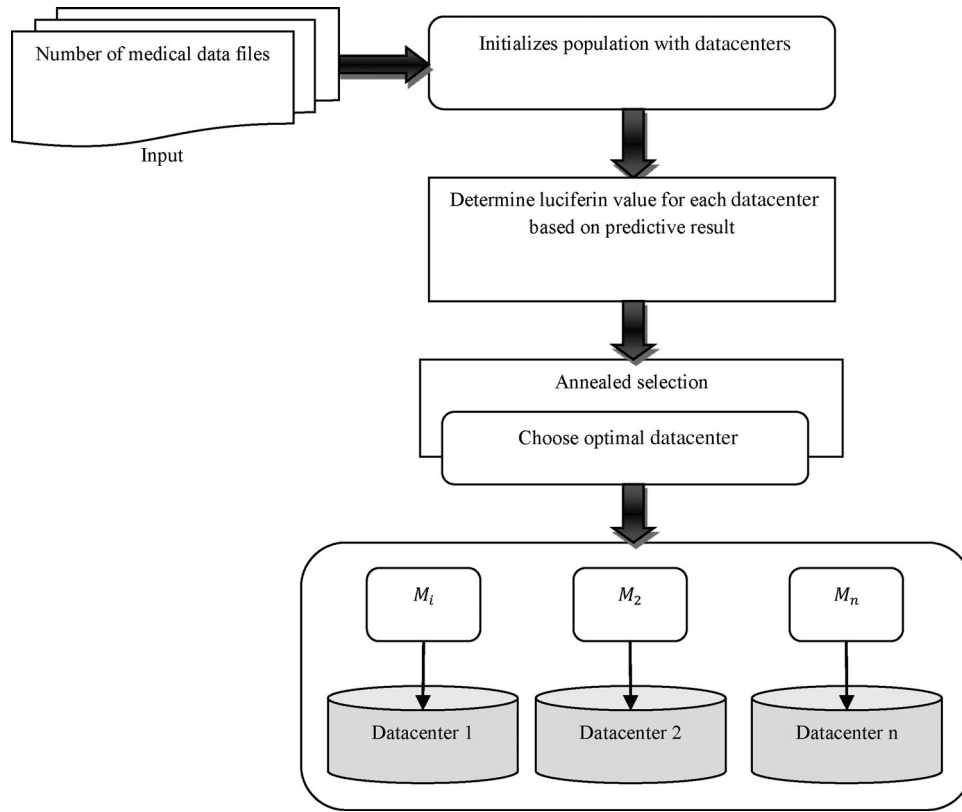 Number of medical data files
Input
Initializes population with datacenters
Determine luciferin value for each datacenter
based on predictive result
Annealed selection
Choose optimal datacenter
M_i
M_2
M_n
Datacenter 1
Datacenter 2
Datacenter n